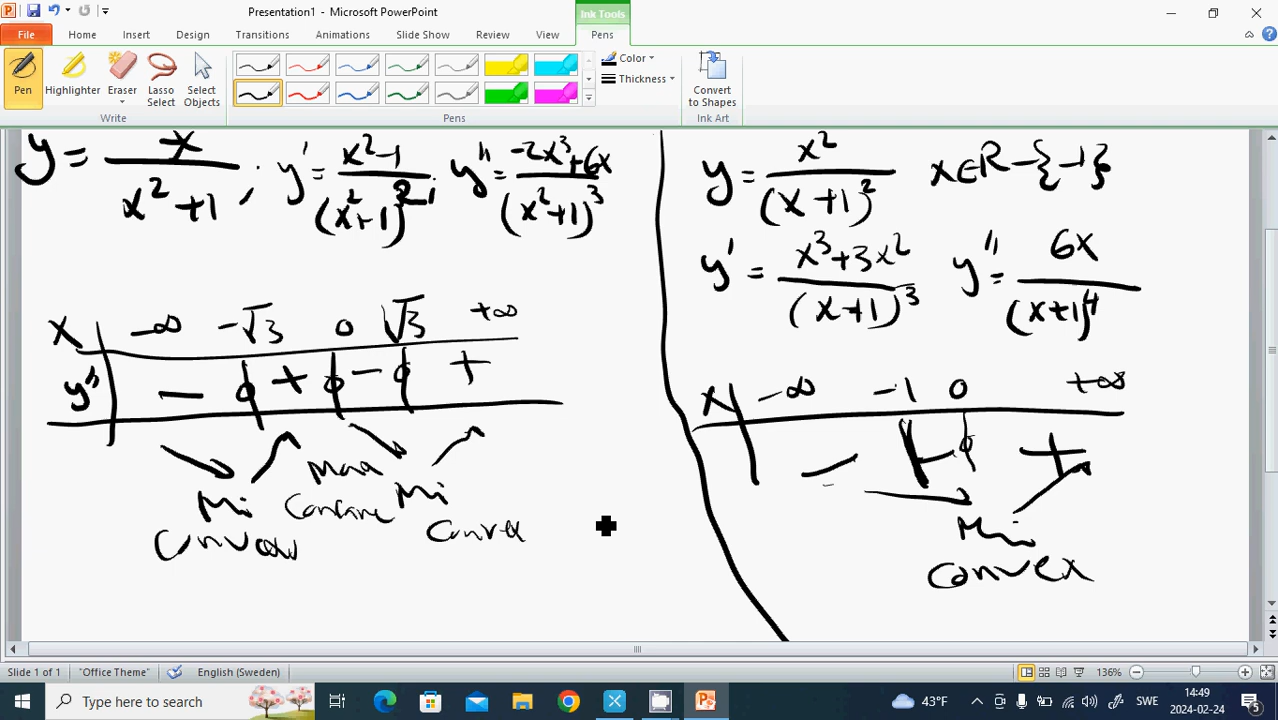 Presentation1 - Microsoft PowerPoint
Ink Tools
File Home Insert Design Transitions Animations Slide Show Review View Pens
Pen Highlighter Eraser Lasso Select Select Objects
Color
Thickness
Convert to Shapes
Write Pens Ink Art
y = x/(x²+1) ; y' = (x²-1)/(x²+1)² ; y'' = (-2x³+6x)/(x²+1)³
x -∞ -√3 0 √3 +∞
y'' - 0 + 0 - 0 +
Mi Max Mi
Convex Concave Convex
y = x²/(x+1)² x∈R-{-1}
y' = (x³+3x²)/(x+1)³ y'' = 6x/(x+1)⁴
x -∞ -1 0 +∞
- - 0 +
Min
Convex
Slide 1 of 1 "Office Theme" English (Sweden) 136%
Type here to search
43°F SWE 14:49
2024-02-24 5